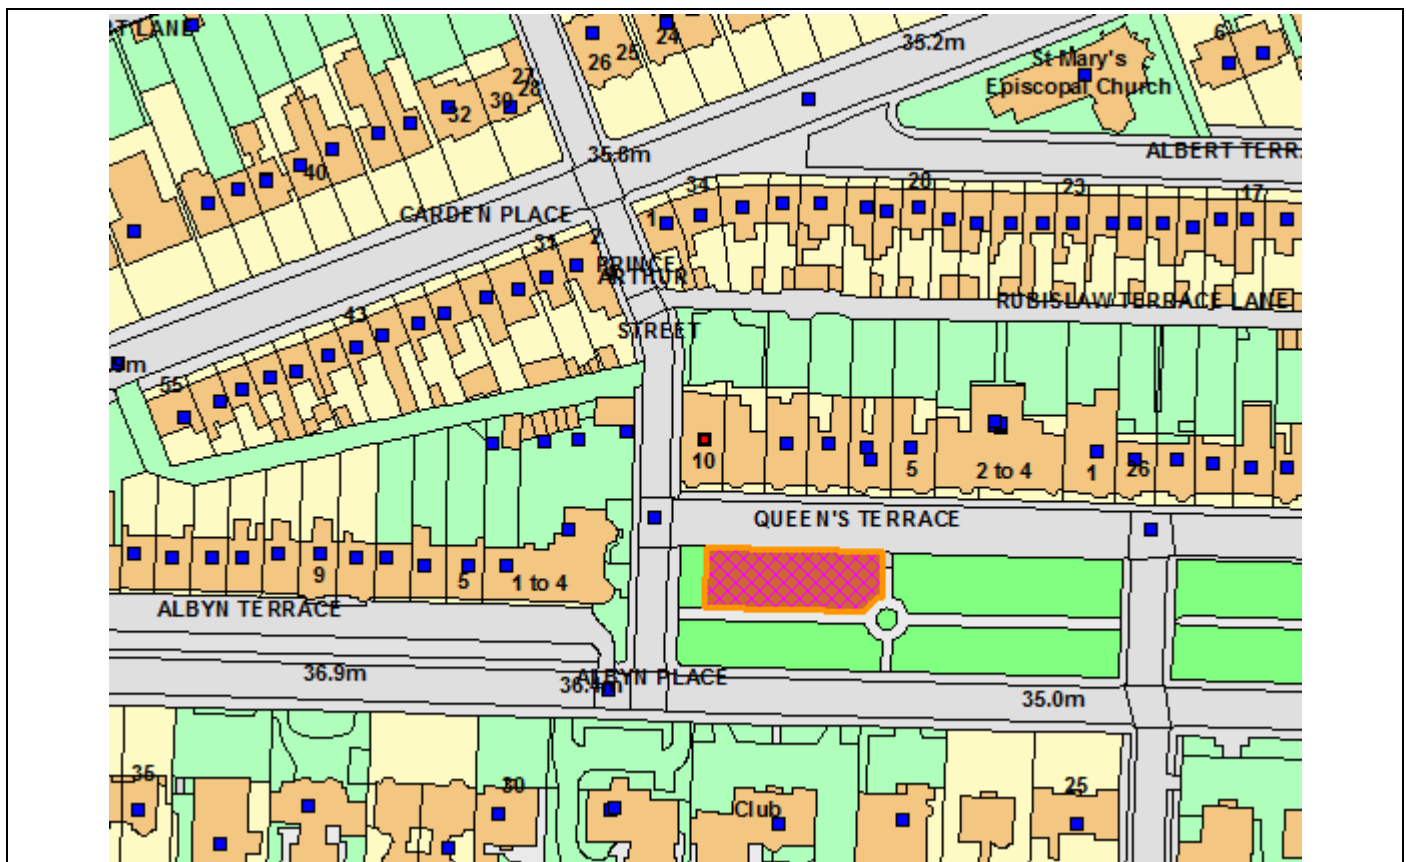 T LANE
24
25
26
35.2m
St Mary's
Episcopal Church
6
27
28
30
32
35.6m
ALBERT TERR.
40
34
20
23
17
CARDEN PLACE
1
31
2
PRINCE
ARTHUR
RUBISLAW TERRACE LANE
43
STREET
55
10
5
2 to 4
1
26
QUEEN'S TERRACE
9
5
1 to 4
ALBYN TERRACE
36.9m
ALBYN PLACE
36.4m
35.0m
35
30
25
Club